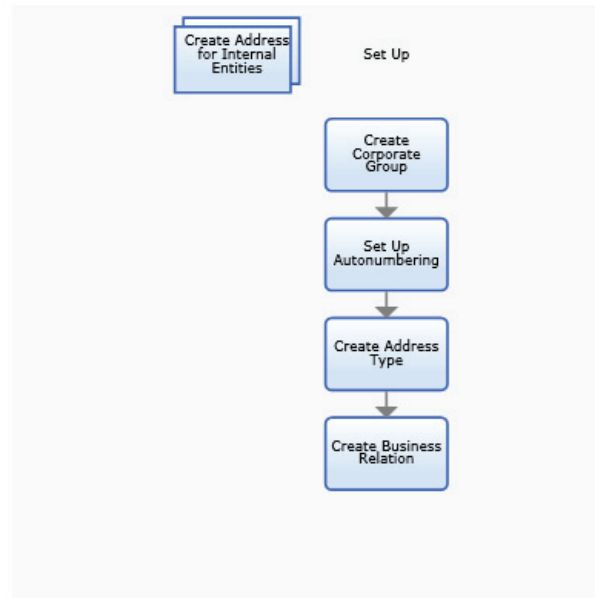 Create Address
for Internal
Entities
Set Up
Create
Corporate
Group
Set Up
Autonumbering
Create Address
Type
Create Business
Relation